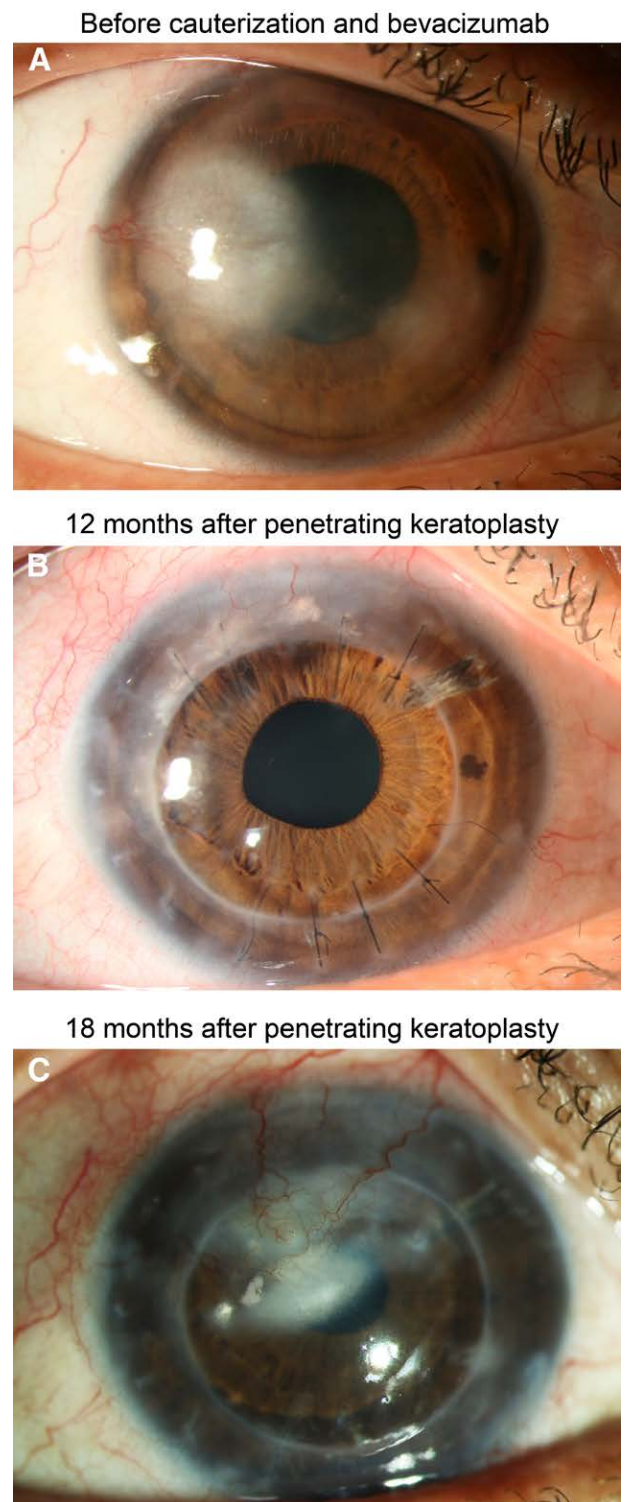 Before cauterization and bevacizumab
A
12 months after penetrating keratoplasty
B
18 months after penetrating keratoplasty
C